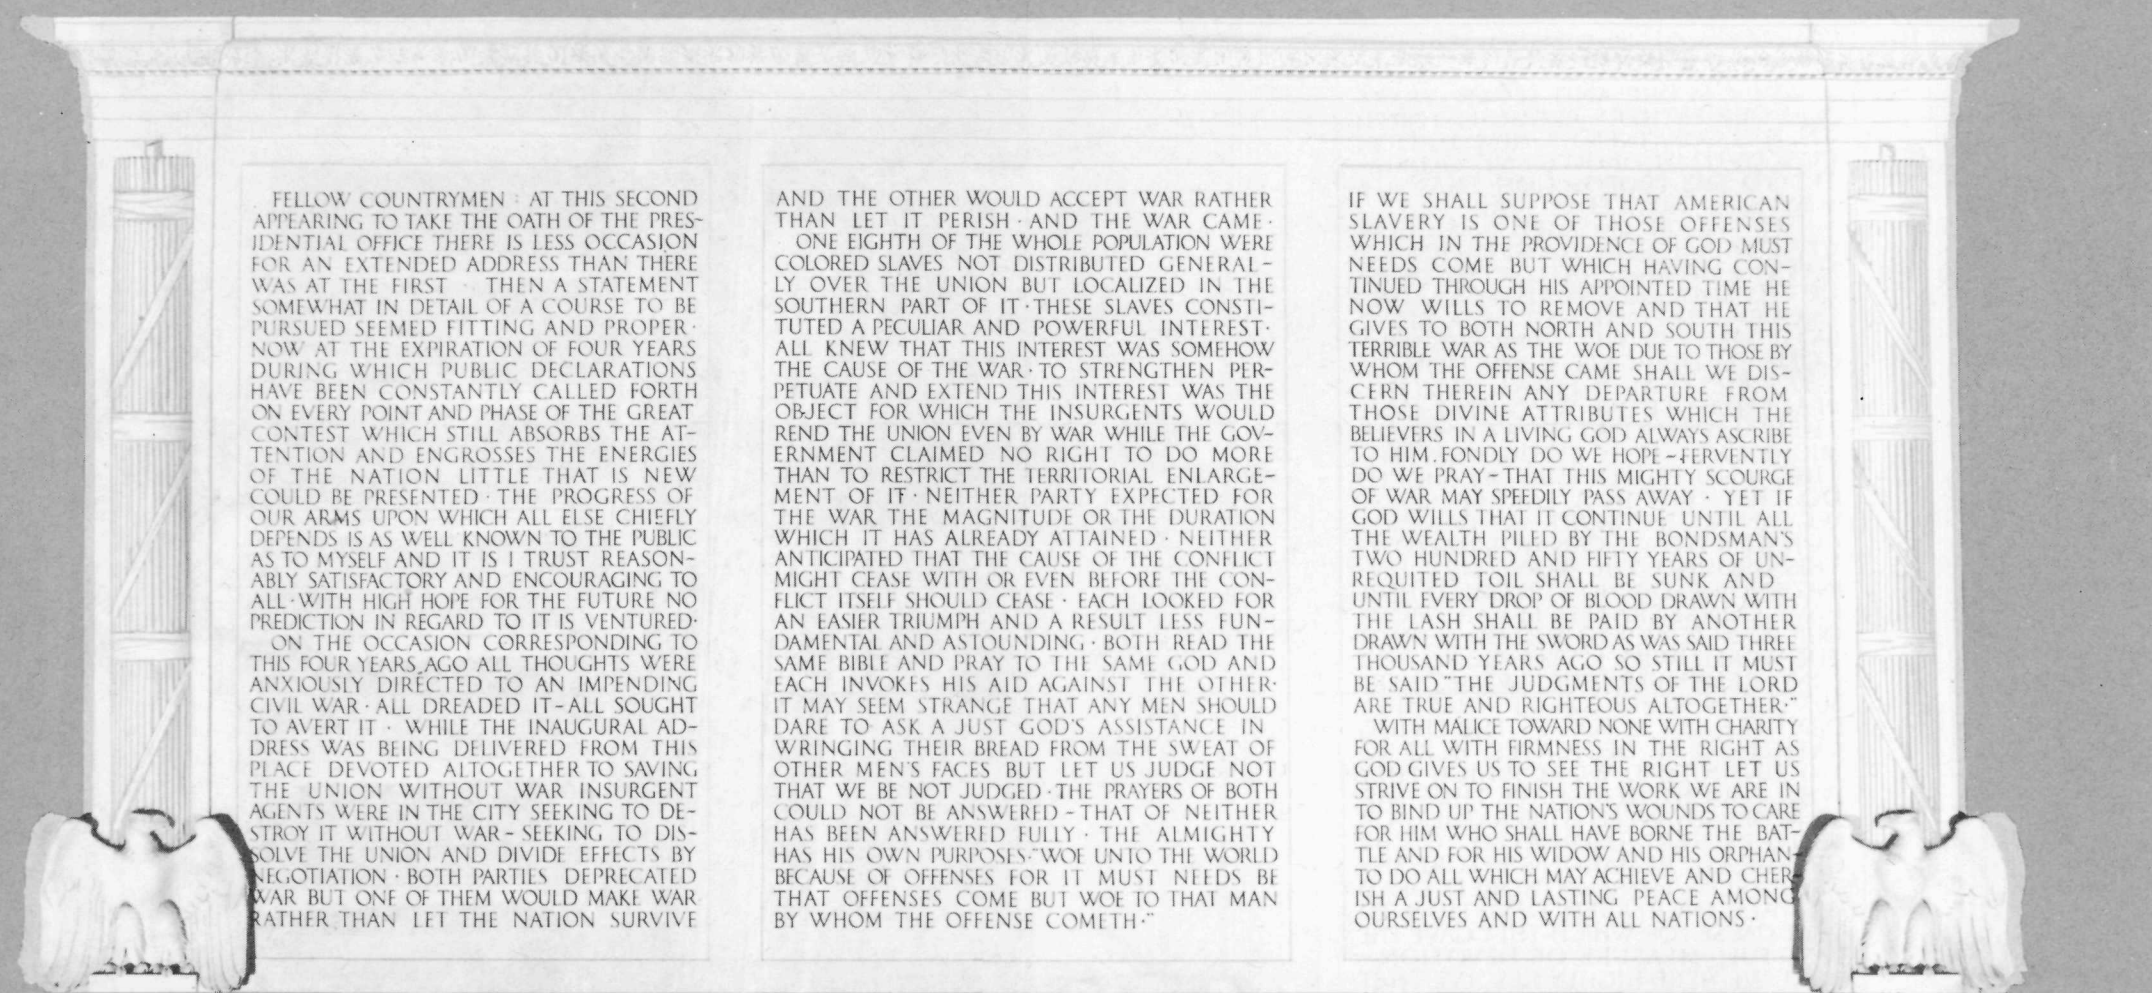 FELLOW COUNTRYMEN : AT THIS SECOND
APPEARING TO TAKE THE OATH OF THE PRES-
IDENTIAL OFFICE THERE IS LESS OCCASION
FOR AN EXTENDED ADDRESS THAN THERE
WAS AT THE FIRST · THEN A STATEMENT
SOMEWHAT IN DETAIL OF A COURSE TO BE
PURSUED SEEMED FITTING AND PROPER ·
NOW AT THE EXPIRATION OF FOUR YEARS
DURING WHICH PUBLIC DECLARATIONS
HAVE BEEN CONSTANTLY CALLED FORTH
ON EVERY POINT AND PHASE OF THE GREAT
CONTEST WHICH STILL ABSORBS THE AT-
TENTION AND ENGROSSES THE ENERGIES
OF THE NATION LITTLE THAT IS NEW
COULD BE PRESENTED · THE PROGRESS OF
OUR ARMS UPON WHICH ALL ELSE CHIEFLY
DEPENDS IS AS WELL KNOWN TO THE PUBLIC
AS TO MYSELF AND IT IS I TRUST REASON-
ABLY SATISFACTORY AND ENCOURAGING TO
ALL · WITH HIGH HOPE FOR THE FUTURE NO
PREDICTION IN REGARD TO IT IS VENTURED ·
ON THE OCCASION CORRESPONDING TO
THIS FOUR YEARS AGO ALL THOUGHTS WERE
ANXIOUSLY DIRECTED TO AN IMPENDING
CIVIL WAR · ALL DREADED IT - ALL SOUGHT
TO AVERT IT · WHILE THE INAUGURAL AD-
DRESS WAS BEING DELIVERED FROM THIS
PLACE DEVOTED ALTOGETHER TO SAVING
THE UNION WITHOUT WAR INSURGENT
AGENTS WERE IN THE CITY SEEKING TO DE-
STROY IT WITHOUT WAR - SEEKING TO DIS-
SOLVE THE UNION AND DIVIDE EFFECTS BY
NEGOTIATION · BOTH PARTIES DEPRECATED
WAR BUT ONE OF THEM WOULD MAKE WAR
RATHER THAN LET THE NATION SURVIVE
AND THE OTHER WOULD ACCEPT WAR RATHER
THAN LET IT PERISH · AND THE WAR CAME ·
ONE EIGHTH OF THE WHOLE POPULATION WERE
COLORED SLAVES NOT DISTRIBUTED GENERAL-
LY OVER THE UNION BUT LOCALIZED IN THE
SOUTHERN PART OF IT · THESE SLAVES CONSTI-
TUTED A PECULIAR AND POWERFUL INTEREST ·
ALL KNEW THAT THIS INTEREST WAS SOMEHOW
THE CAUSE OF THE WAR · TO STRENGTHEN PER-
PETUATE AND EXTEND THIS INTEREST WAS THE
OBJECT FOR WHICH THE INSURGENTS WOULD
REND THE UNION EVEN BY WAR WHILE THE GOV-
ERNMENT CLAIMED NO RIGHT TO DO MORE
THAN TO RESTRICT THE TERRITORIAL ENLARGE-
MENT OF IT · NEITHER PARTY EXPECTED FOR
THE WAR THE MAGNITUDE OR THE DURATION
WHICH IT HAS ALREADY ATTAINED · NEITHER
ANTICIPATED THAT THE CAUSE OF THE CONFLICT
MIGHT CEASE WITH OR EVEN BEFORE THE CON-
FLICT ITSELF SHOULD CEASE · EACH LOOKED FOR
AN EASIER TRIUMPH AND A RESULT LESS FUN-
DAMENTAL AND ASTOUNDING · BOTH READ THE
SAME BIBLE AND PRAY TO THE SAME GOD AND
EACH INVOKES HIS AID AGAINST THE OTHER ·
IT MAY SEEM STRANGE THAT ANY MEN SHOULD
DARE TO ASK A JUST GOD'S ASSISTANCE IN
WRINGING THEIR BREAD FROM THE SWEAT OF
OTHER MEN'S FACES BUT LET US JUDGE NOT
THAT WE BE NOT JUDGED · THE PRAYERS OF BOTH
COULD NOT BE ANSWERED - THAT OF NEITHER
HAS BEEN ANSWERED FULLY · THE ALMIGHTY
HAS HIS OWN PURPOSES · "WOE UNTO THE WORLD
BECAUSE OF OFFENSES FOR IT MUST NEEDS BE
THAT OFFENSES COME BUT WOE TO THAT MAN
BY WHOM THE OFFENSE COMETH · "
IF WE SHALL SUPPOSE THAT AMERICAN
SLAVERY IS ONE OF THOSE OFFENSES
WHICH IN THE PROVIDENCE OF GOD MUST
NEEDS COME BUT WHICH HAVING CON-
TINUED THROUGH HIS APPOINTED TIME HE
NOW WILLS TO REMOVE AND THAT HE
GIVES TO BOTH NORTH AND SOUTH THIS
TERRIBLE WAR AS THE WOE DUE TO THOSE BY
WHOM THE OFFENSE CAME SHALL WE DIS-
CERN THEREIN ANY DEPARTURE FROM
THOSE DIVINE ATTRIBUTES WHICH THE
BELIEVERS IN A LIVING GOD ALWAYS ASCRIBE
TO HIM . FONDLY DO WE HOPE - FERVENTLY
DO WE PRAY - THAT THIS MIGHTY SCOURGE
OF WAR MAY SPEEDILY PASS AWAY · YET IF
GOD WILLS THAT IT CONTINUE UNTIL ALL
THE WEALTH PILED BY THE BONDSMAN'S
TWO HUNDRED AND FIFTY YEARS OF UN-
REQUITED TOIL SHALL BE SUNK AND
UNTIL EVERY DROP OF BLOOD DRAWN WITH
THE LASH SHALL BE PAID BY ANOTHER
DRAWN WITH THE SWORD AS WAS SAID THREE
THOUSAND YEARS AGO SO STILL IT MUST
BE SAID "THE JUDGMENTS OF THE LORD
ARE TRUE AND RIGHTEOUS ALTOGETHER · "
WITH MALICE TOWARD NONE WITH CHARITY
FOR ALL WITH FIRMNESS IN THE RIGHT AS
GOD GIVES US TO SEE THE RIGHT LET US
STRIVE ON TO FINISH THE WORK WE ARE IN
TO BIND UP THE NATION'S WOUNDS TO CARE
FOR HIM WHO SHALL HAVE BORNE THE BAT-
TLE AND FOR HIS WIDOW AND HIS ORPHAN-
TO DO ALL WHICH MAY ACHIEVE AND CHER-
ISH A JUST AND LASTING PEACE AMONG
OURSELVES AND WITH ALL NATIONS ·